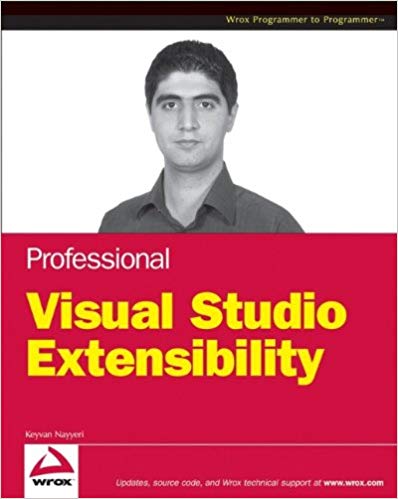 Wrox Programmer to Programmer™
Professional
Visual Studio
Extensibility
Keyvan Nayyeri
wrox
Updates, source code, and Wrox technical support at www.wrox.com